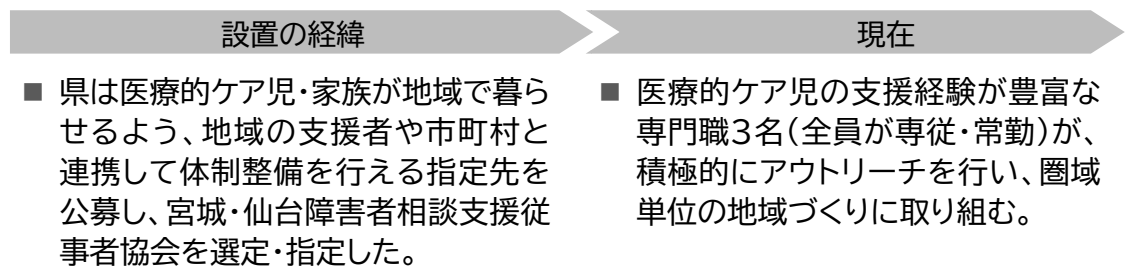 設置の経緯
■ 県は医療的ケア児・家族が地域で暮ら
せるよう、地域の支援者や市町村と
連携して体制整備を行える指定先を
公募し、宮城・仙台障害者相談支援従
事者協会を選定・指定した。
現在
■ 医療的ケア児の支援経験が豊富な
専門職3名(全員が専従・常勤)が、
積極的にアウトリーチを行い、圏域
単位の地域づくりに取り組む。